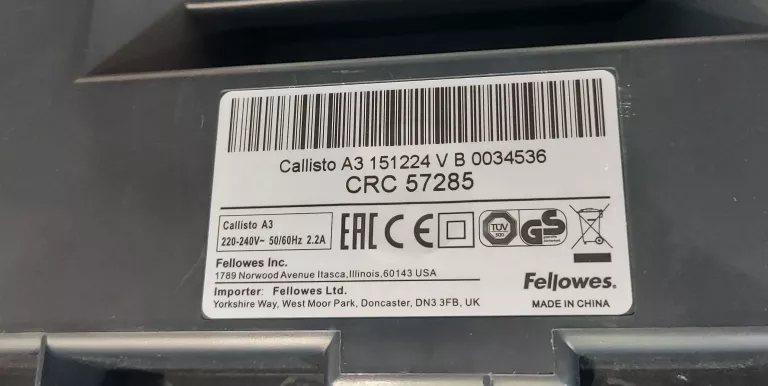 Callisto A3 151224 V B 0034536
CRC 57285
Callisto A3
220-240V~ 50/60Hz 2.2A
EAC CE TÜV SÜD GS
Fellowes Inc.
1789 Norwood Avenue Itasca,Illinois,60143 USA
Importer: Fellowes Ltd.
Yorkshire Way, West Moor Park, Doncaster, DN3 3FB, UK
Fellowes.
MADE IN CHINA